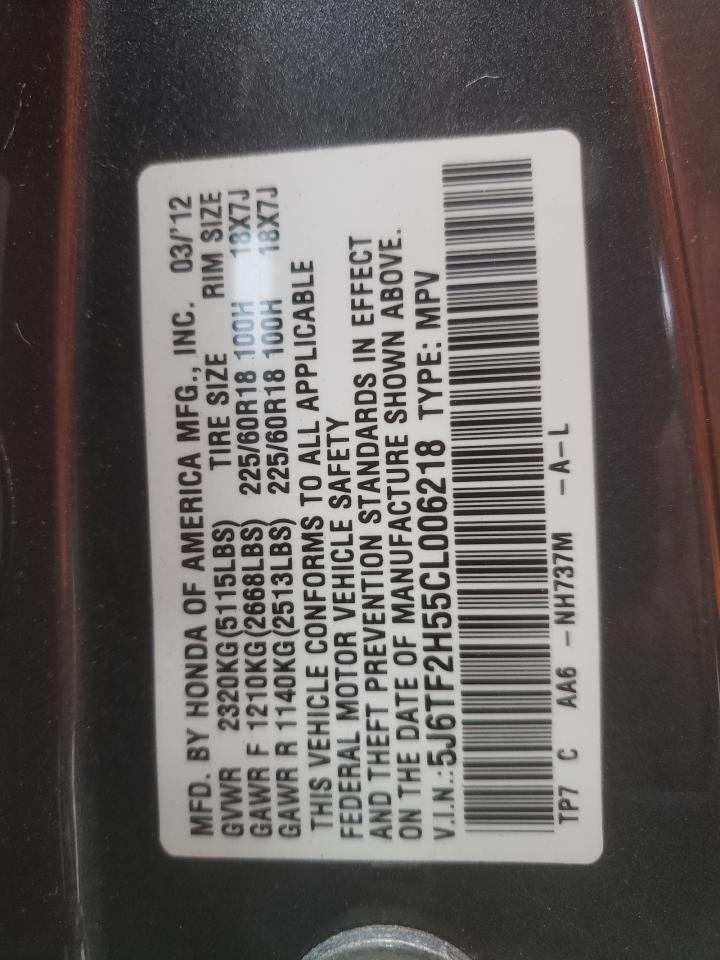 MFD. BY HONDA OF AMERICA MFG., INC. 03/'12
GVWR 2320KG(5115LBS) TIRE SIZE RIM SIZE
GAWR F 1210KG(2668LBS) 225/60R18 100H 18X7J
GAWR R 1140KG(2513LBS) 225/60R18 100H 18X7J
THIS VEHICLE CONFORMS TO ALL APPLICABLE
FEDERAL MOTOR VEHICLE SAFETY
AND THEFT PREVENTION STANDARDS IN EFFECT
ON THE DATE OF MANUFACTURE SHOWN ABOVE.
V.I.N.:5J6TF2H55CL006218 TYPE: MPV
TP7 C AA6 -NH737M -A-L